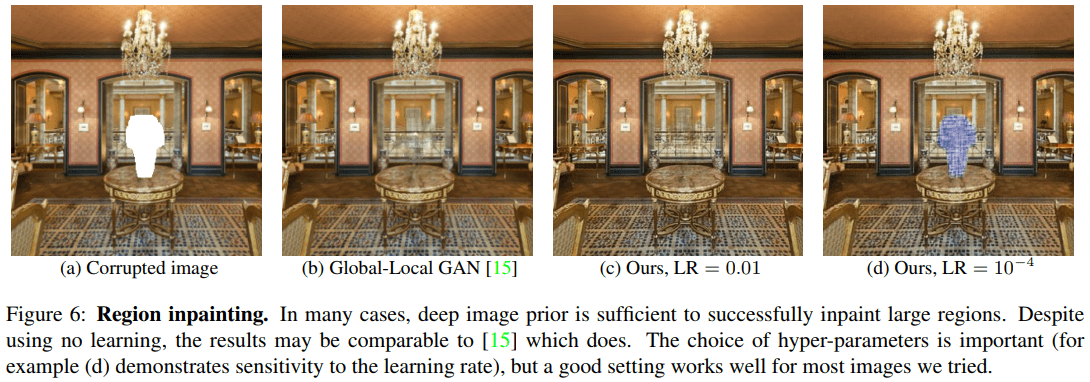 (a) Corrupted image
(b) Global-Local GAN [15]
(c) Ours, LR = 0.01
(d) Ours, LR = 10⁻⁴
Figure 6: Region inpainting. In many cases, deep image prior is sufficient to successfully inpaint large regions. Despite
using no learning, the results may be comparable to [15] which does. The choice of hyper-parameters is important (for
example (d) demonstrates sensitivity to the learning rate), but a good setting works well for most images we tried.